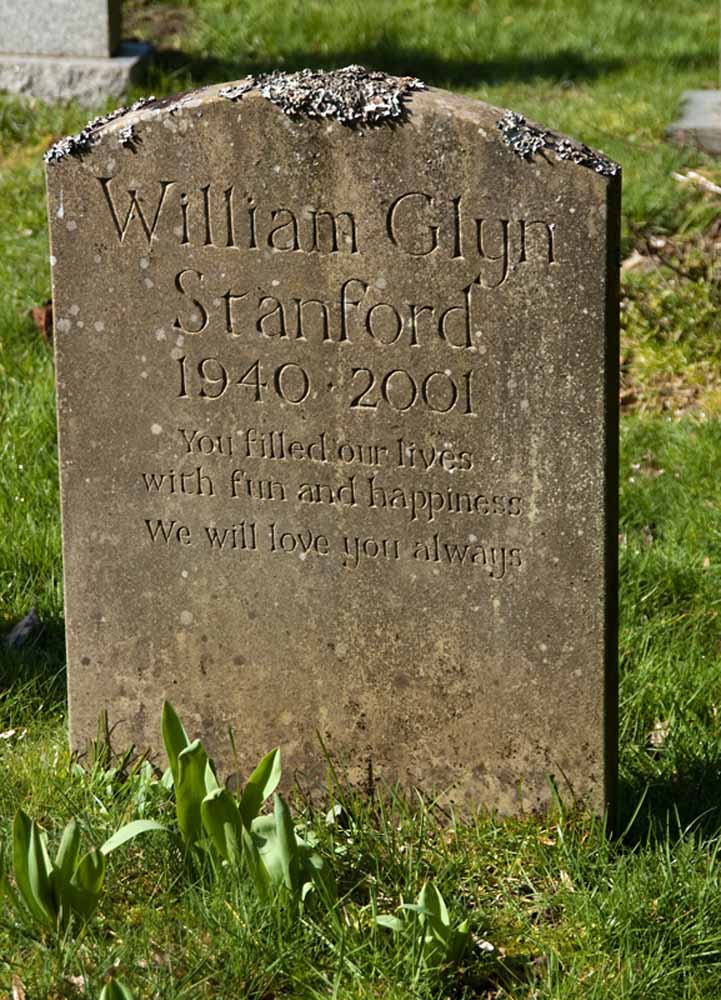 William Glyn
Stanford
1940 · 2001
You filled our lives
with fun and happiness
We will love you always